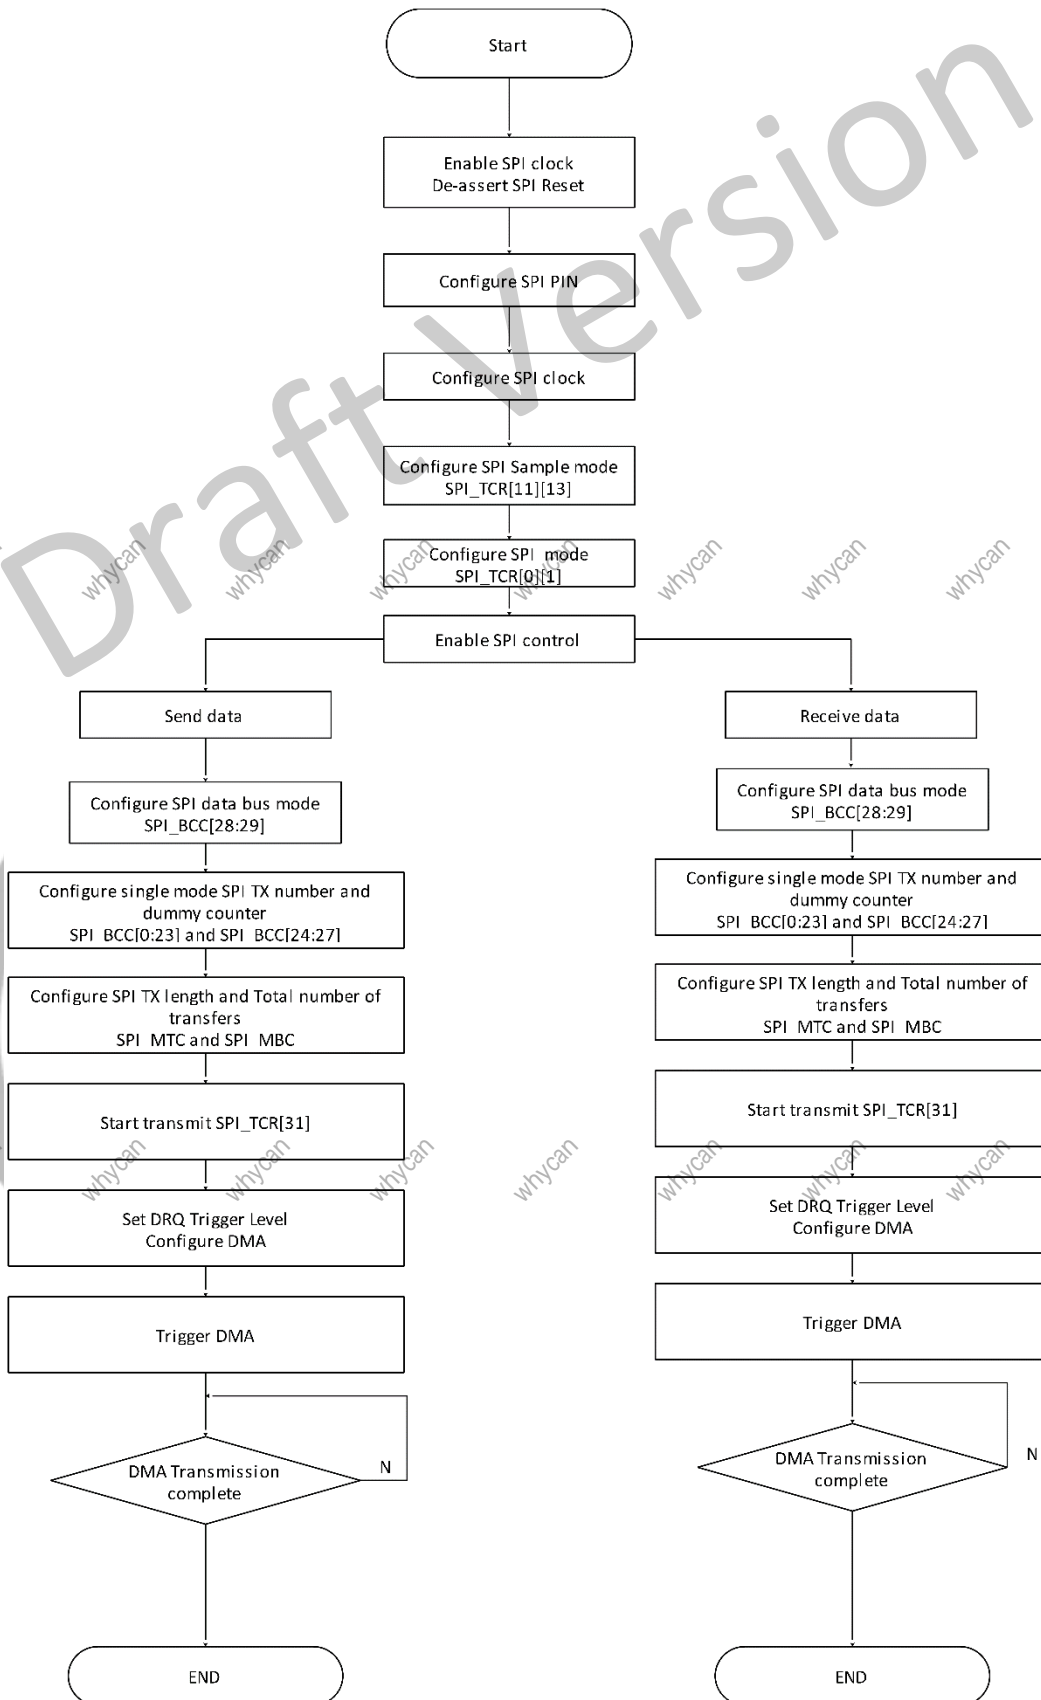 Start
Enable SPI clock
De-assert SPI Reset
Configure SPI PIN
Configure SPI clock
Configure SPI Sample mode
SPI_TCR[11][13]
Configure SPI mode
SPI_TCR[0][1]
Enable SPI control
Send data
Configure SPI data bus mode
SPI_BCC[28:29]
Configure single mode SPI TX number and
dummy counter
SPI_BCC[0:23] and SPI_BCC[24:27]
Configure SPI TX length and Total number of
transfers
SPI_MTC and SPI_MBC
Start transmit SPI_TCR[31]
Set DRQ Trigger Level
Configure DMA
Trigger DMA
DMA Transmission
complete
N
END
Receive data
Configure SPI data bus mode
SPI_BCC[28:29]
Configure single mode SPI TX number and
dummy counter
SPI_BCC[0:23] and SPI_BCC[24:27]
Configure SPI TX length and Total number of
transfers
SPI_MTC and SPI_MBC
Start transmit SPI_TCR[31]
Set DRQ Trigger Level
Configure DMA
Trigger DMA
DMA Transmission
complete
N
END
Draft Version
whycan
whycan
whycan
whycan
whycan
whycan
whycan
whycan
whycan
whycan
whycan
whycan
whycan
whycan